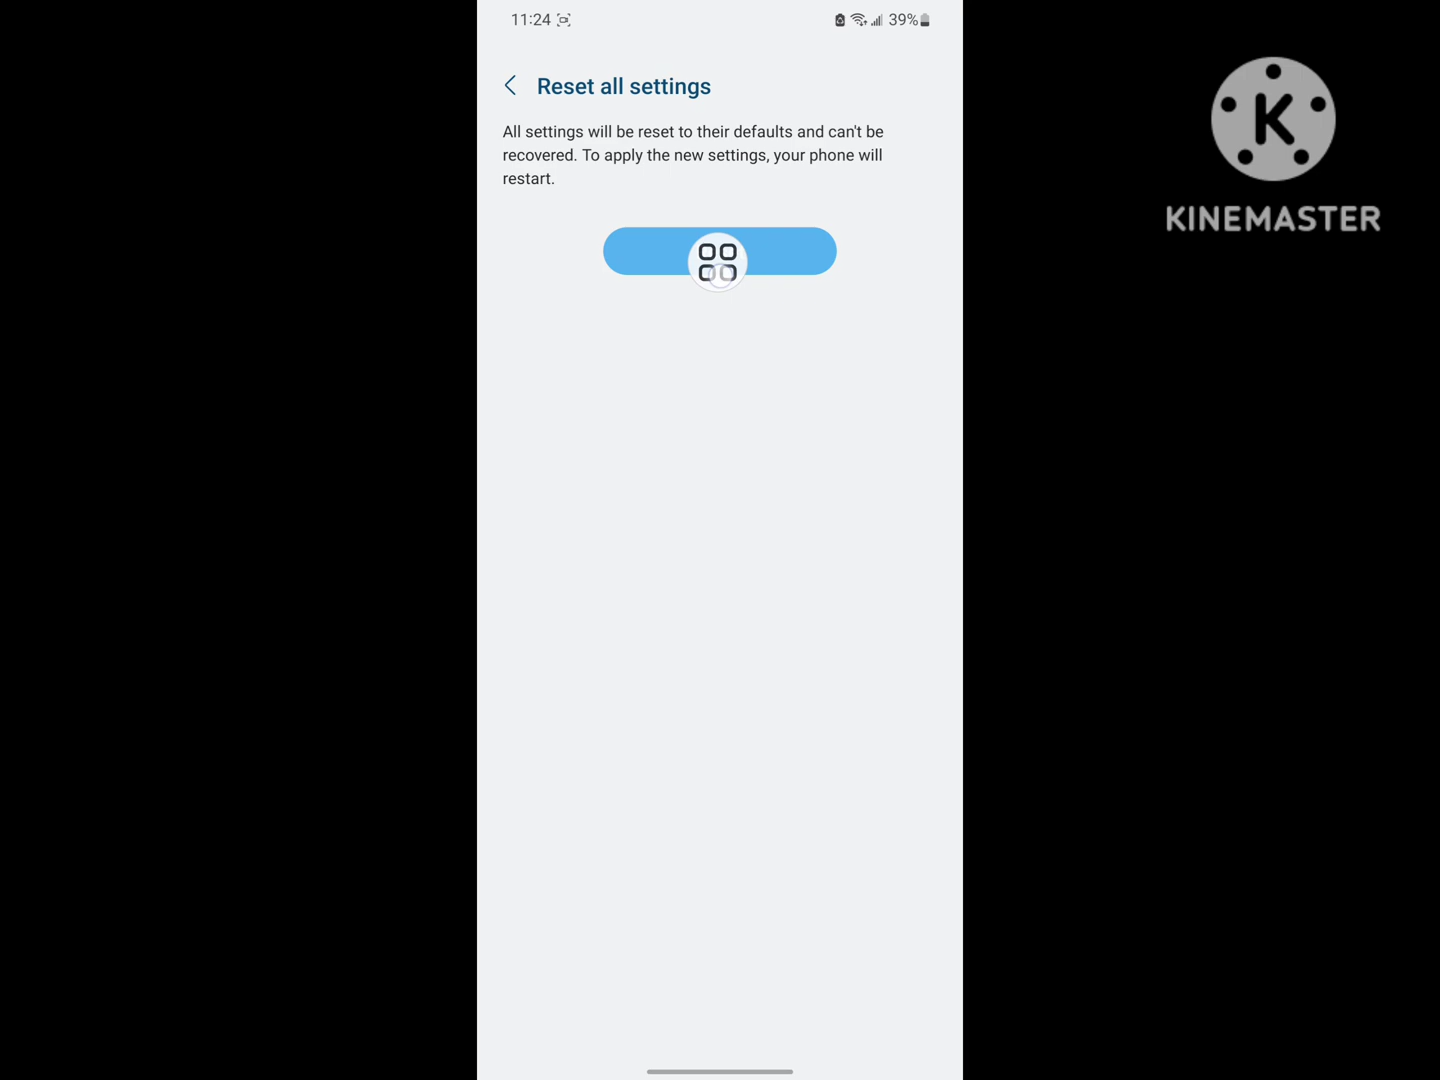 11:24
39%
Reset all settings
All settings will be reset to their defaults and can't be
recovered. To apply the new settings, your phone will
restart.
K
KINEMASTER